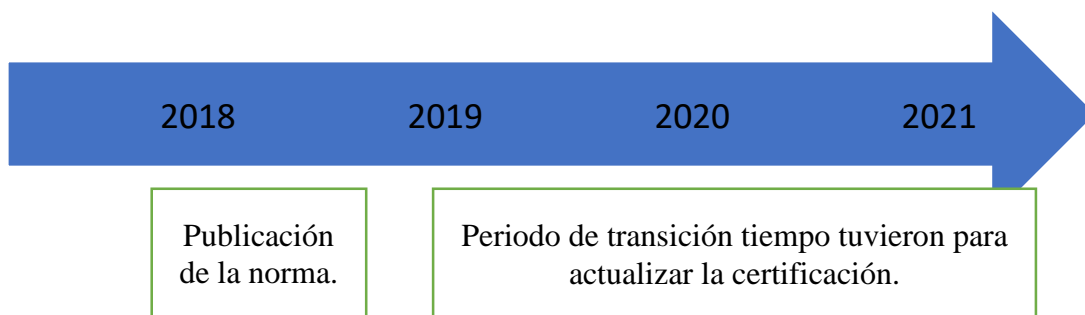 2018 2019 2020 2021
Publicación
de la norma.
Periodo de transición tiempo tuvieron para
actualizar la certificación.